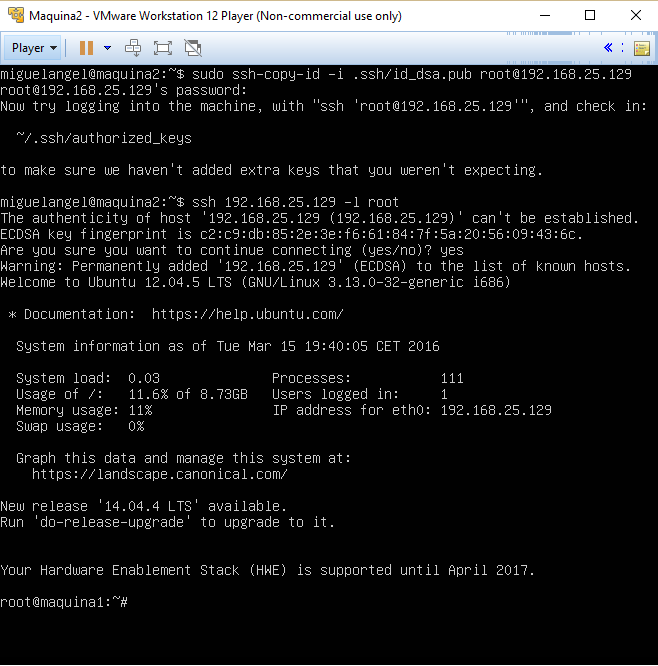 Maquina2 - VMware Workstation 12 Player (Non-commercial use only)
Player
miguelangel@maquina2:~$ sudo ssh-copy-id -i .ssh/id_dsa.pub root@192.168.25.129
root@192.168.25.129's password:
Now try logging into the machine, with "ssh 'root@192.168.25.129'", and check in:
~/.ssh/authorized_keys
to make sure we haven't added extra keys that you weren't expecting.
miguelangel@maquina2:~$ ssh 192.168.25.129 -l root
The authenticity of host '192.168.25.129 (192.168.25.129)' can't be established.
ECDSA key fingerprint is c2:c9:db:85:2e:3e:f6:61:84:7f:5a:20:56:09:43:6c.
Are you sure you want to continue connecting (yes/no)? yes
Warning: Permanently added '192.168.25.129' (ECDSA) to the list of known hosts.
Welcome to Ubuntu 12.04.5 LTS (GNU/Linux 3.13.0-32-generic i686)
* Documentation:  https://help.ubuntu.com/
System information as of Tue Mar 15 19:40:05 CET 2016
System load:  0.03              Processes:           111
Usage of /:   11.6% of 8.73GB   Users logged in:     1
Memory usage: 11%               IP address for eth0: 192.168.25.129
Swap usage:   0%
Graph this data and manage this system at:
https://landscape.canonical.com/
New release '14.04.4 LTS' available.
Run 'do-release-upgrade' to upgrade to it.
Your Hardware Enablement Stack (HWE) is supported until April 2017.
root@maquina1:~#